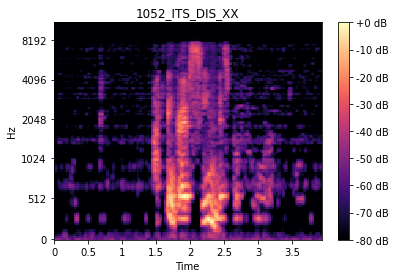 1052_ITS_DIS_XX
8192
4096
2048
1024
512
0
Hz
0 0.5 1 1.5 2 2.5 3 3.5
Time
+0 dB
-10 dB
-20 dB
-30 dB
-40 dB
-50 dB
-60 dB
-70 dB
-80 dB